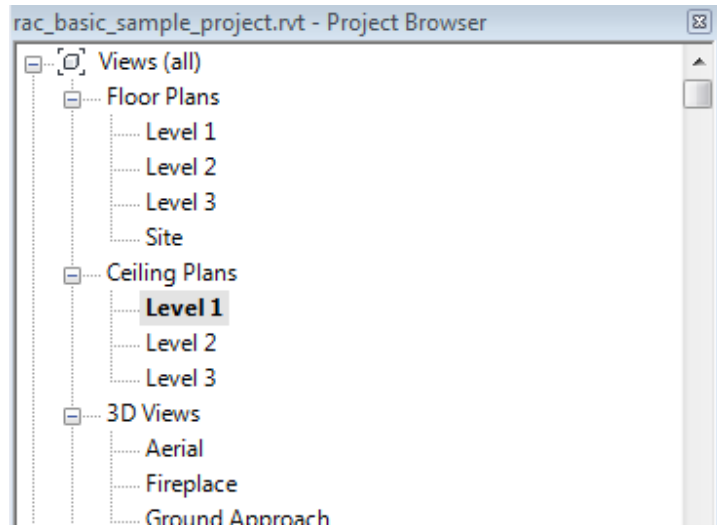 rac_basic_sample_project.rvt - Project Browser
Views (all)
Floor Plans
Level 1
Level 2
Level 3
Site
Ceiling Plans
Level 1
Level 2
Level 3
3D Views
Aerial
Fireplace
Ground Approach